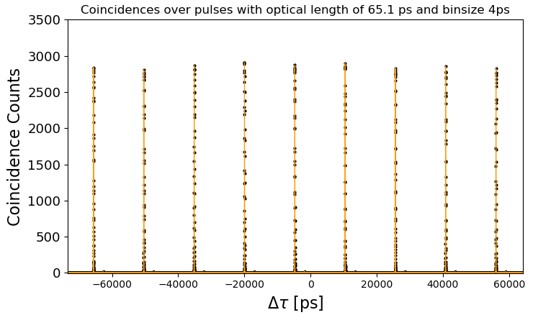 Coincidences over pulses with optical length of 65.1 ps and binsize 4ps
3500
3000
2500
2000
1500
1000
500
0
Coincidence Counts
−60000 −40000 −20000 0 20000 40000 60000
Δτ [ps]